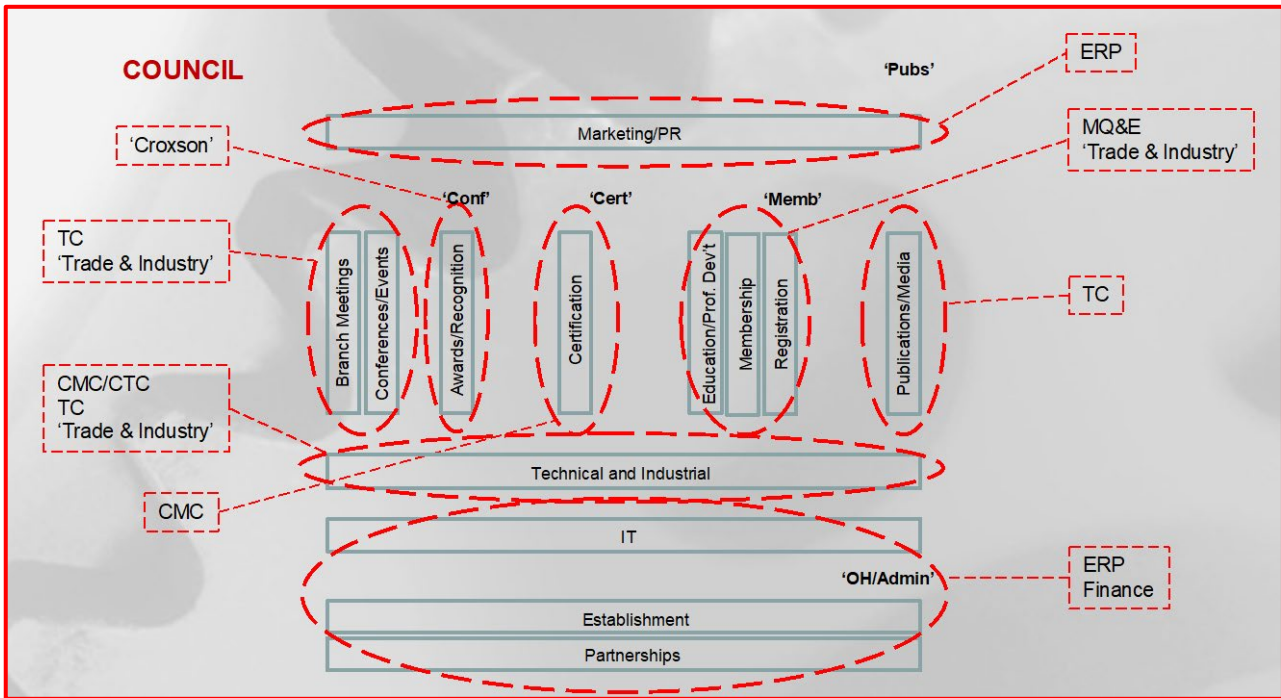 COUNCIL
‘Pubs’
ERP
Marketing/PR
MQ&E
‘Trade & Industry’
‘Croxson’
‘Conf’
‘Cert’
‘Memb’
TC
‘Trade & Industry’
Branch Meetings
Conferences/Events
Awards/Recognition
Certification
Education/Prof. Dev’t
Membership
Registration
Publications/Media
TC
CMC/CTC
TC
‘Trade & Industry’
Technical and Industrial
CMC
IT
‘OH/Admin’
ERP
Finance
Establishment
Partnerships